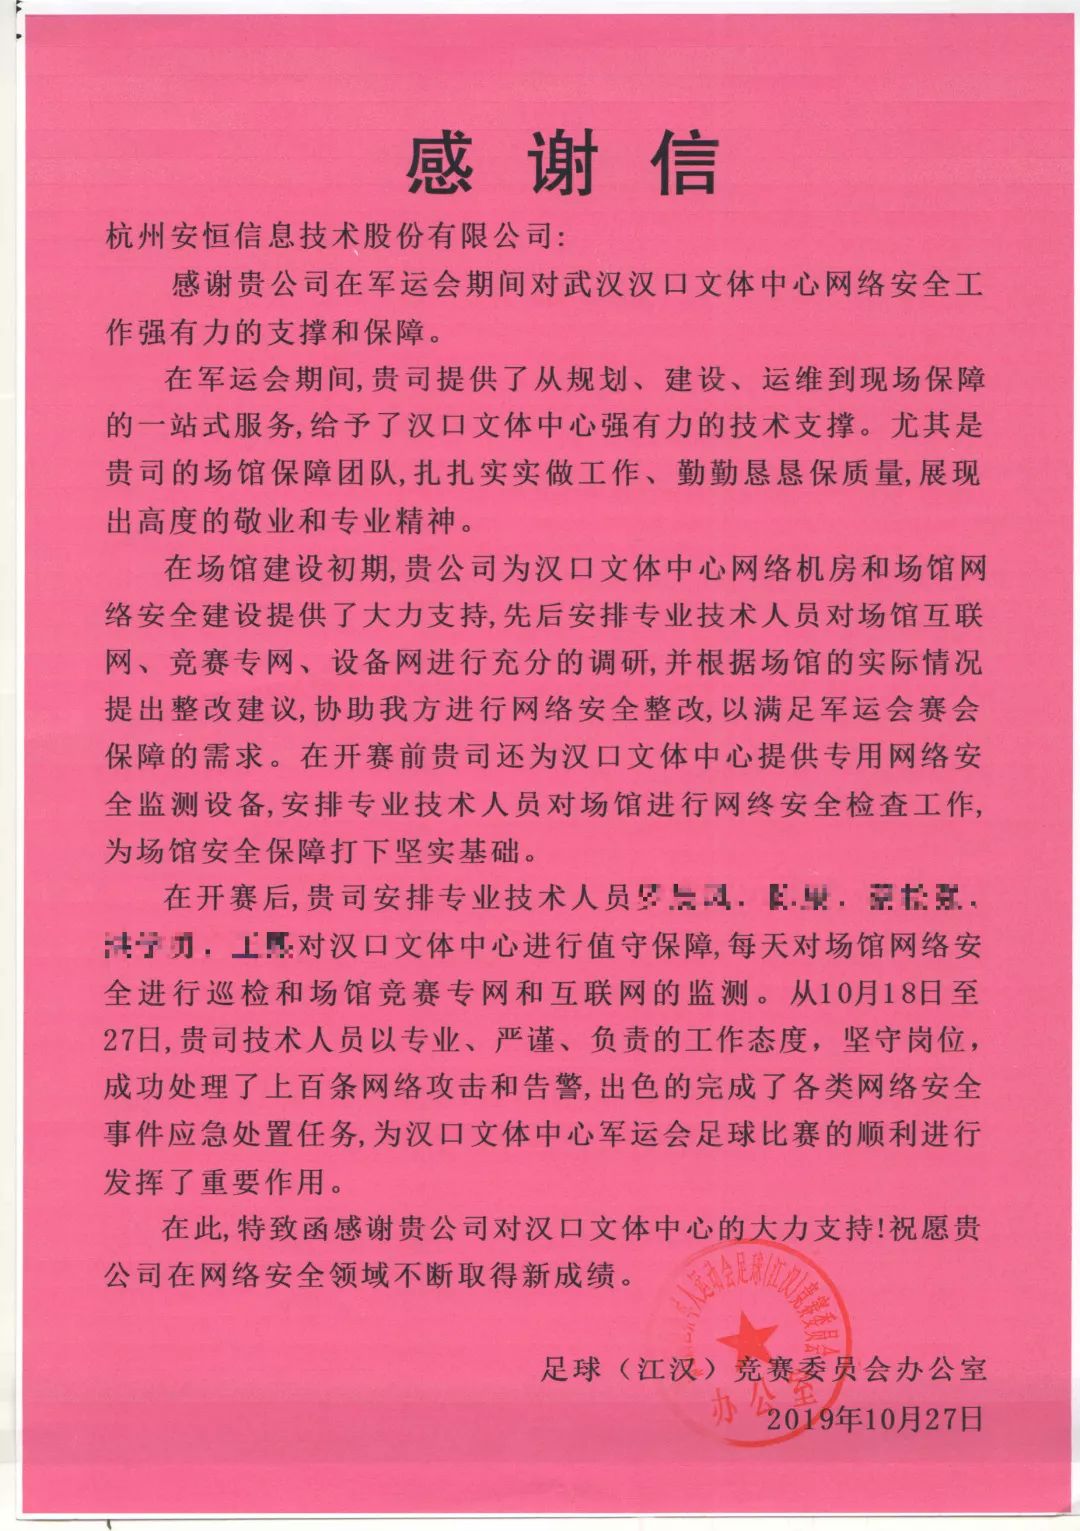 感谢信
杭州安恒信息技术股份有限公司:
感谢贵公司在军运会期间对武汉汉口文体中心网络安全工
作强有力的支撑和保障。
在军运会期间,贵司提供了从规划、建设、运维到现场保障
的一站式服务,给予了汉口文体中心强有力的技术支撑。尤其是
贵司的场馆保障团队,扎扎实实做工作、勤勤恳恳保质量,展现
出高度的敬业和专业精神。
在场馆建设初期,贵公司为汉口文体中心网络机房和场馆网
络安全建设提供了大力支持,先后安排专业技术人员对场馆互联
网、竞赛专网、设备网进行充分的调研,并根据场馆的实际情况
提出整改建议,协助我方进行网络安全整改,以满足军运会赛会
保障的需求。在开赛前贵司还为汉口文体中心提供专用网络安
全监测设备,安排专业技术人员对场馆进行网终安全检查工作,
为场馆安全保障打下坚实基础。
在开赛后,贵司安排专业技术人员
对汉口文体中心进行值守保障,每天对场馆网络安
全进行巡检和场馆竞赛专网和互联网的监测。从10月18日至
27日,贵司技术人员以专业、严谨、负责的工作态度，坚守岗位，
成功处理了上百条网络攻击和告警,出色的完成了各类网络安全
事件应急处置任务,为汉口文体中心军运会足球比赛的顺利进行
发挥了重要作用。
在此,特致函感谢贵公司对汉口文体中心的大力支持!祝愿贵
公司在网络安全领域不断取得新成绩。
人运动会足球(江汉)竞赛委员会
办公室
足球（江汉）竞赛委员会办公室
2019年10月27日